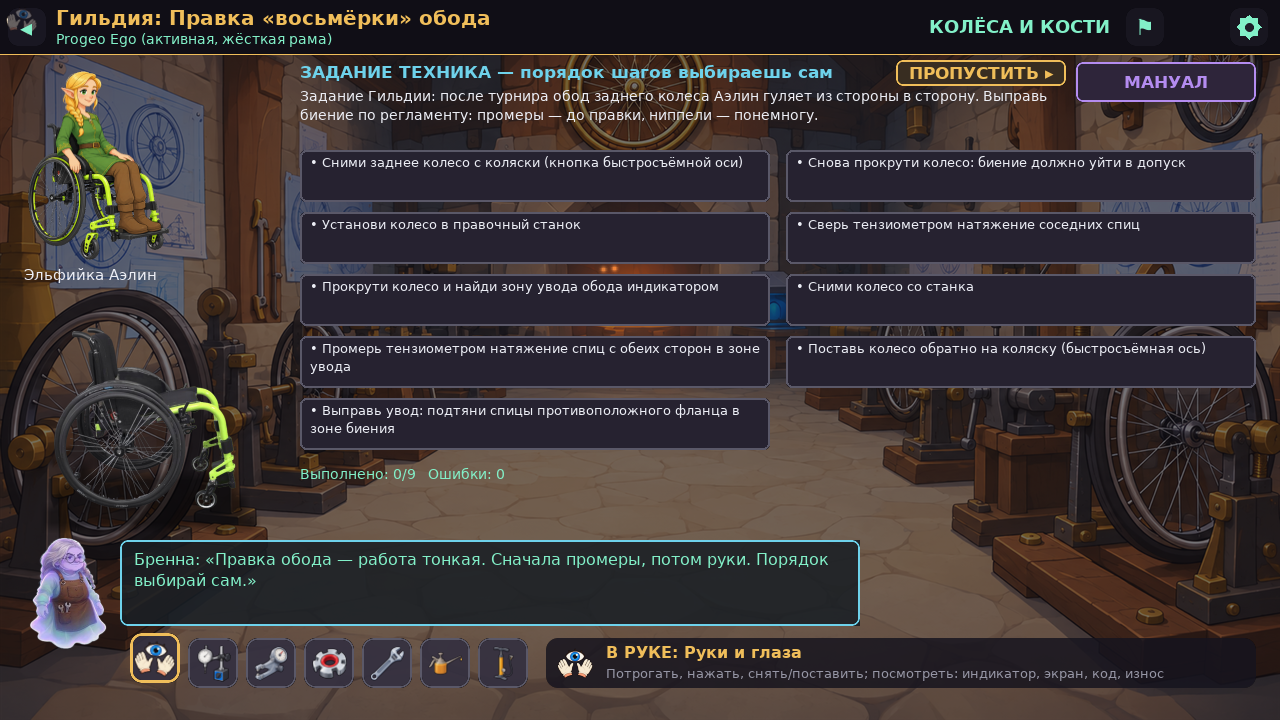 Гильдия: Правка «восьмёрки» обода
Progeo Ego (активная, жёсткая рама)
КОЛЁСА И КОСТИ
ЗАДАНИЕ ТЕХНИКА — порядок шагов выбираешь сам
ПРОПУСТИТЬ ▸
МАНУАЛ
Задание Гильдии: после турнира обод заднего колеса Аэлин гуляет из стороны в сторону. Выправь
биение по регламенту: промеры — до правки, ниппели — понемногу.
• Сними заднее колесо с коляски (кнопка быстросъёмной оси)
• Снова прокрути колесо: биение должно уйти в допуск
• Установи колесо в правочный станок
• Сверь тензиометром натяжение соседних спиц
Эльфийка Аэлин
• Прокрути колесо и найди зону увода обода индикатором
• Сними колесо со станка
• Промерь тензиометром натяжение спиц с обеих сторон в зоне
увода
• Поставь колесо обратно на коляску (быстросъёмная ось)
• Выправь увод: подтяни спицы противоположного фланца в
зоне биения
Выполнено: 0/9 Ошибки: 0
Бренна: «Правка обода — работа тонкая. Сначала промеры, потом руки. Порядок
выбирай сам.»
В РУКЕ: Руки и глаза
Потрогать, нажать, снять/поставить; посмотреть: индикатор, экран, код, износ